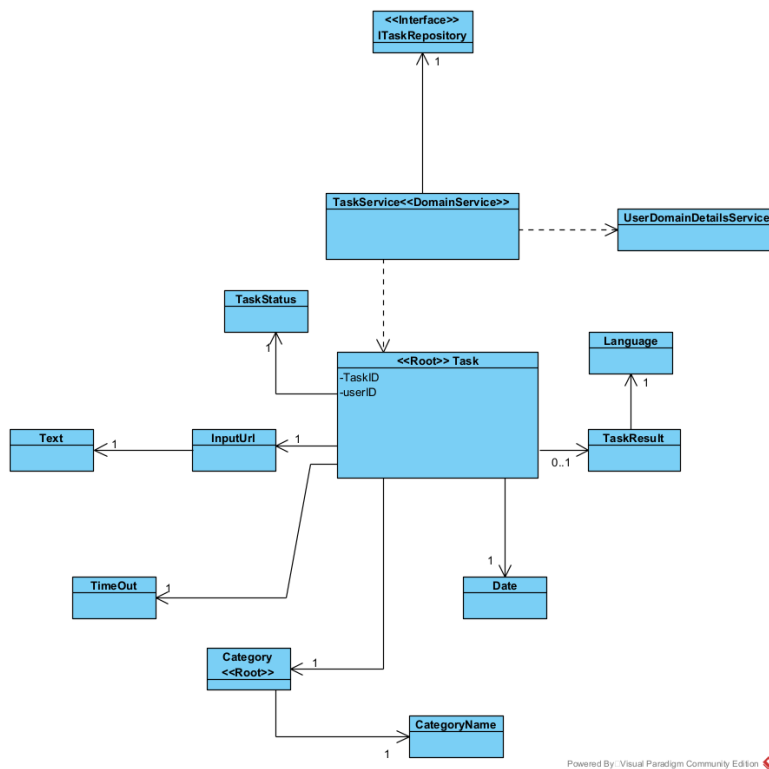 <<Interface>>
ITaskRepository
1
TaskService<<DomainService>>
UserDomainDetailsService
TaskStatus
1
<<Root>> Task
-TaskID
-userID
Language
1
Text
1
InputUrl
1
TaskResult
0..1
TimeOut
1
1
Date
Category
<<Root>>
1
CategoryName
1
Powered By Visual Paradigm Community Edition